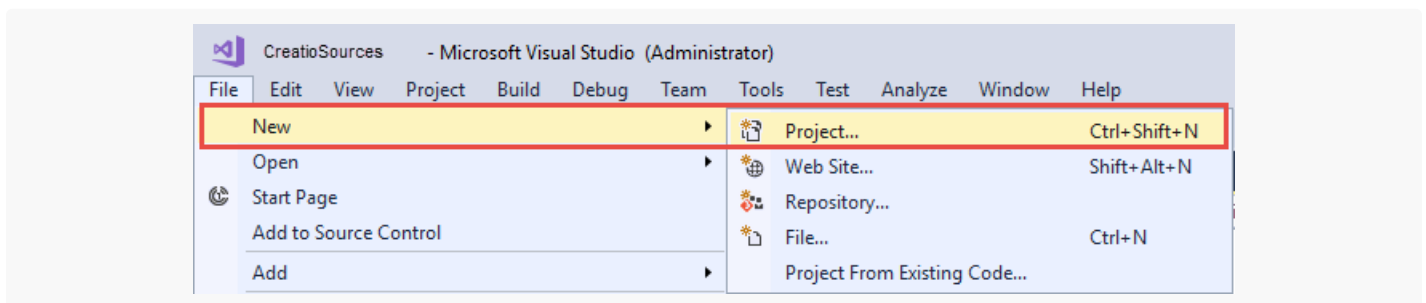 CreatioSources - Microsoft Visual Studio (Administrator)
File Edit View Project Build Debug Team Tools Test Analyze Window Help
New Project... Ctrl+Shift+N
Open Web Site... Shift+Alt+N
Start Page Repository...
Add to Source Control File... Ctrl+N
Add Project From Existing Code...